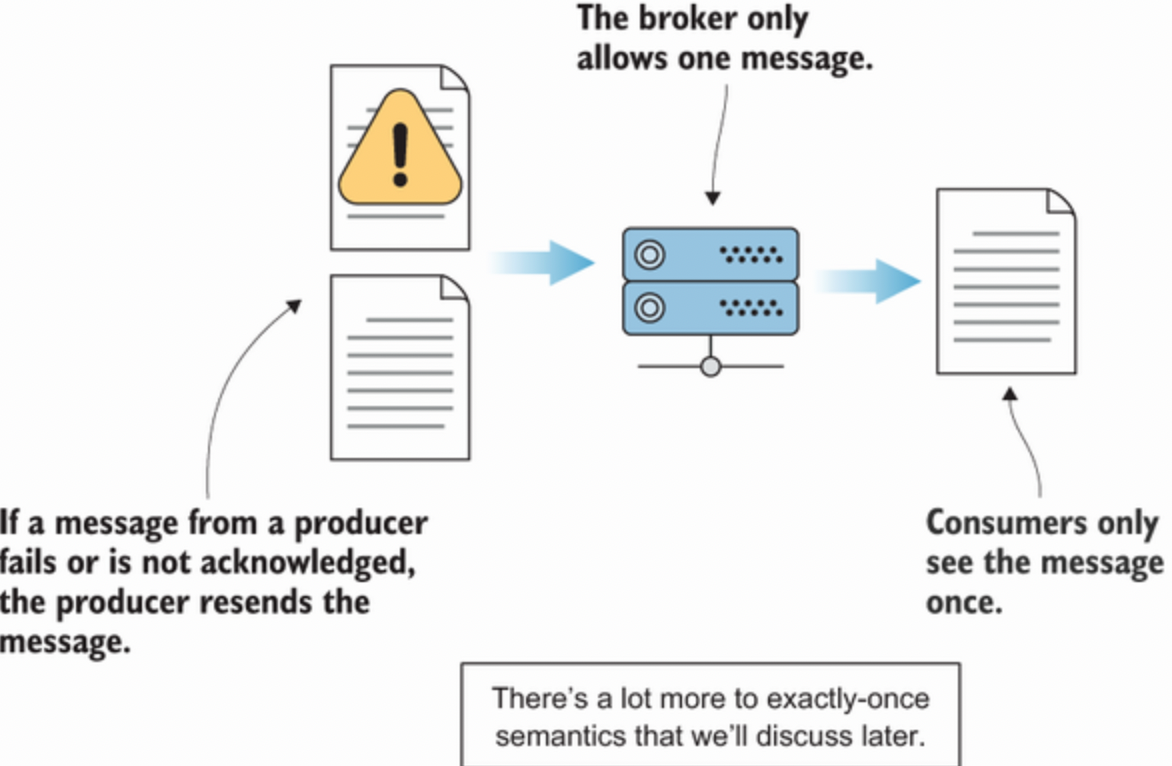 The broker only
allows one message.
If a message from a producer
fails or is not acknowledged,
the producer resends the
message.
Consumers only
see the message
once.
There's a lot more to exactly-once
semantics that we'll discuss later.